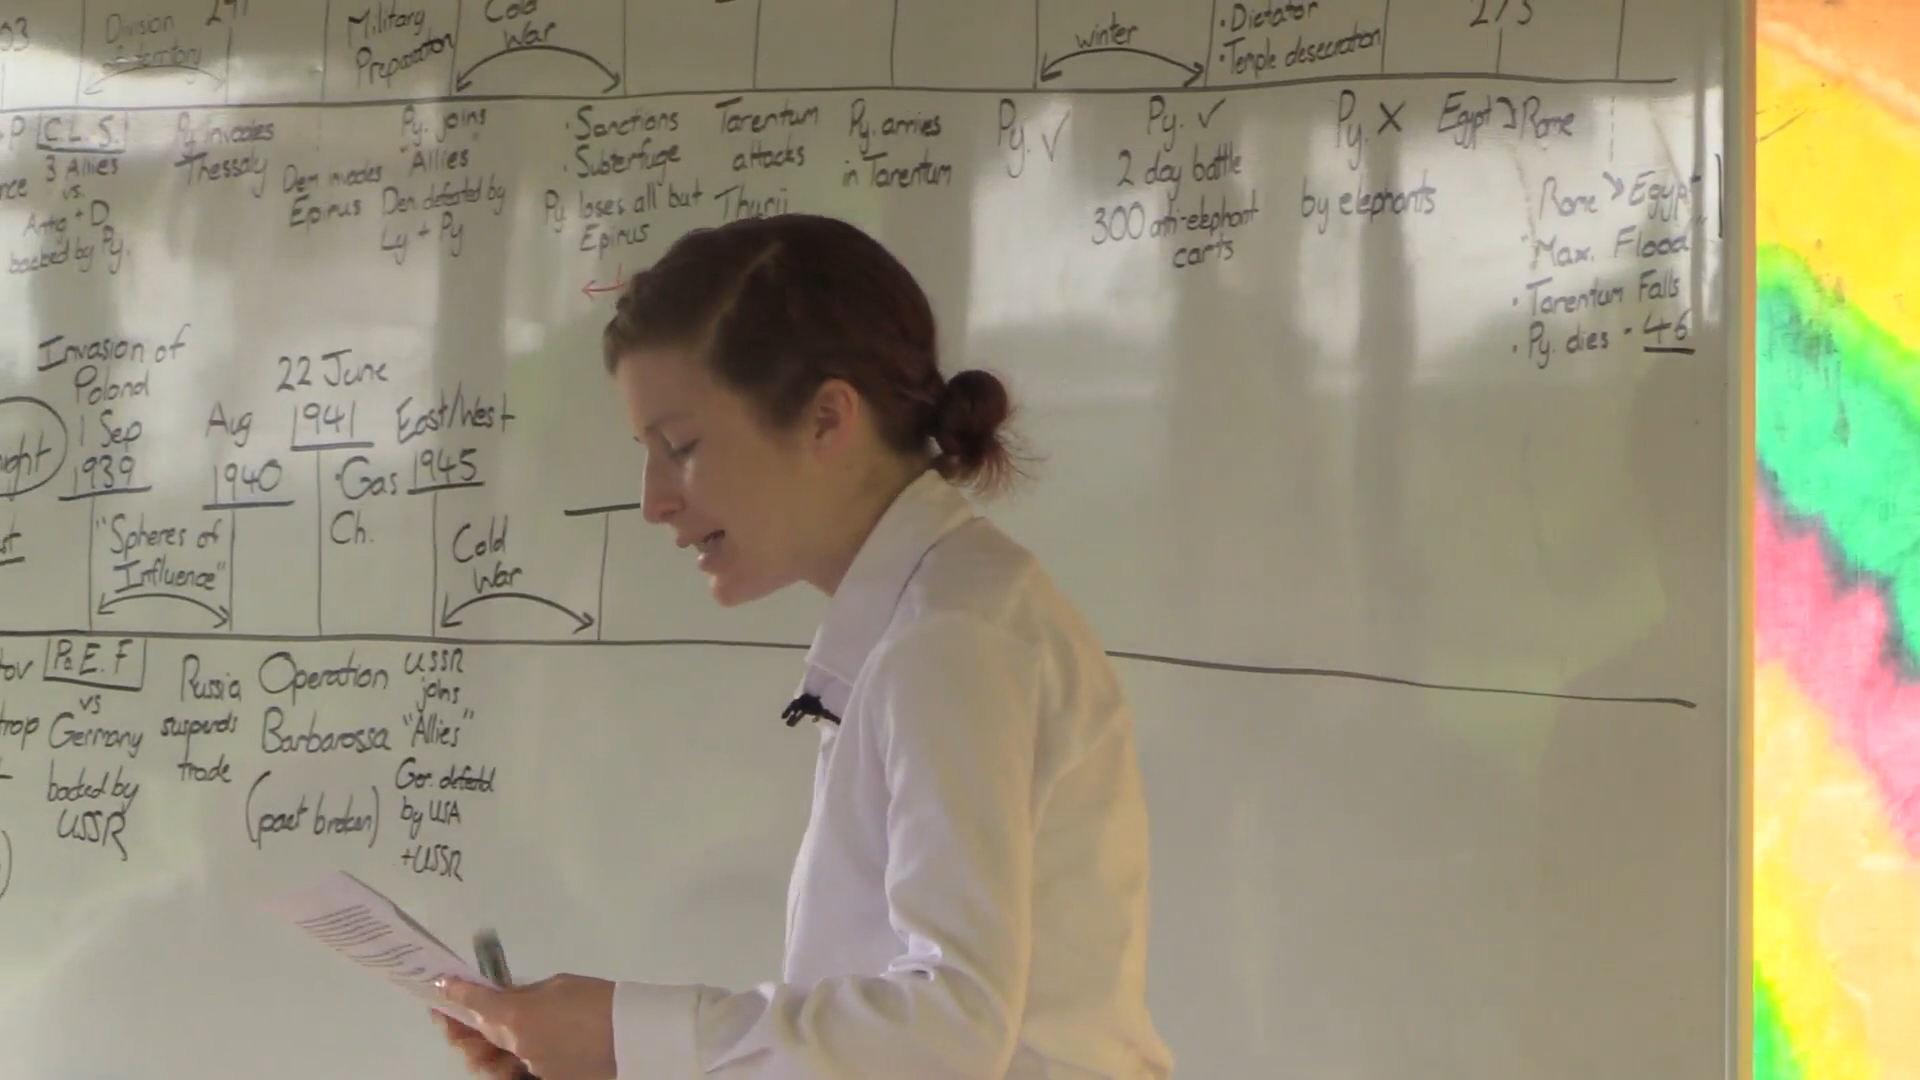 Division
of territory
Military
Preparation
Cold
War
winter
• Dictator
• Temple desecration
273
P C.L.S.
3 Allies
vs.
Antig + D
backed by Py.
Py invades
Thessaly
Dem invades
Epirus
Py. joins
"Allies"
Dem. defeated by
Ly + Py
• Sanctions
• Subterfuge
Py. loses all but
Epirus
Tarentum
attacks
Thurii
Py. arries
in Tarentum
Py. ✓
Py. ✓
2 day battle
300 anti-elephant
carts
Py. X
by elephants
Egypt → Rome
Rome → Egypt
"Max. Flood"
• Tarentum Falls
• Py. dies - 46
Invasion of
Poland
1 Sep
1939
Aug
1940
22 June
1941
East/West
1945
"Spheres of
Influence"
• Gas
Ch.
Cold
War
P.E.F
vs
Germany
backed by
USSR
Russia
suspends
trade
Operation
Barbarossa
(pact broken)
USSR
joins
"Allies"
Ger. defeated
by USA
+USSR